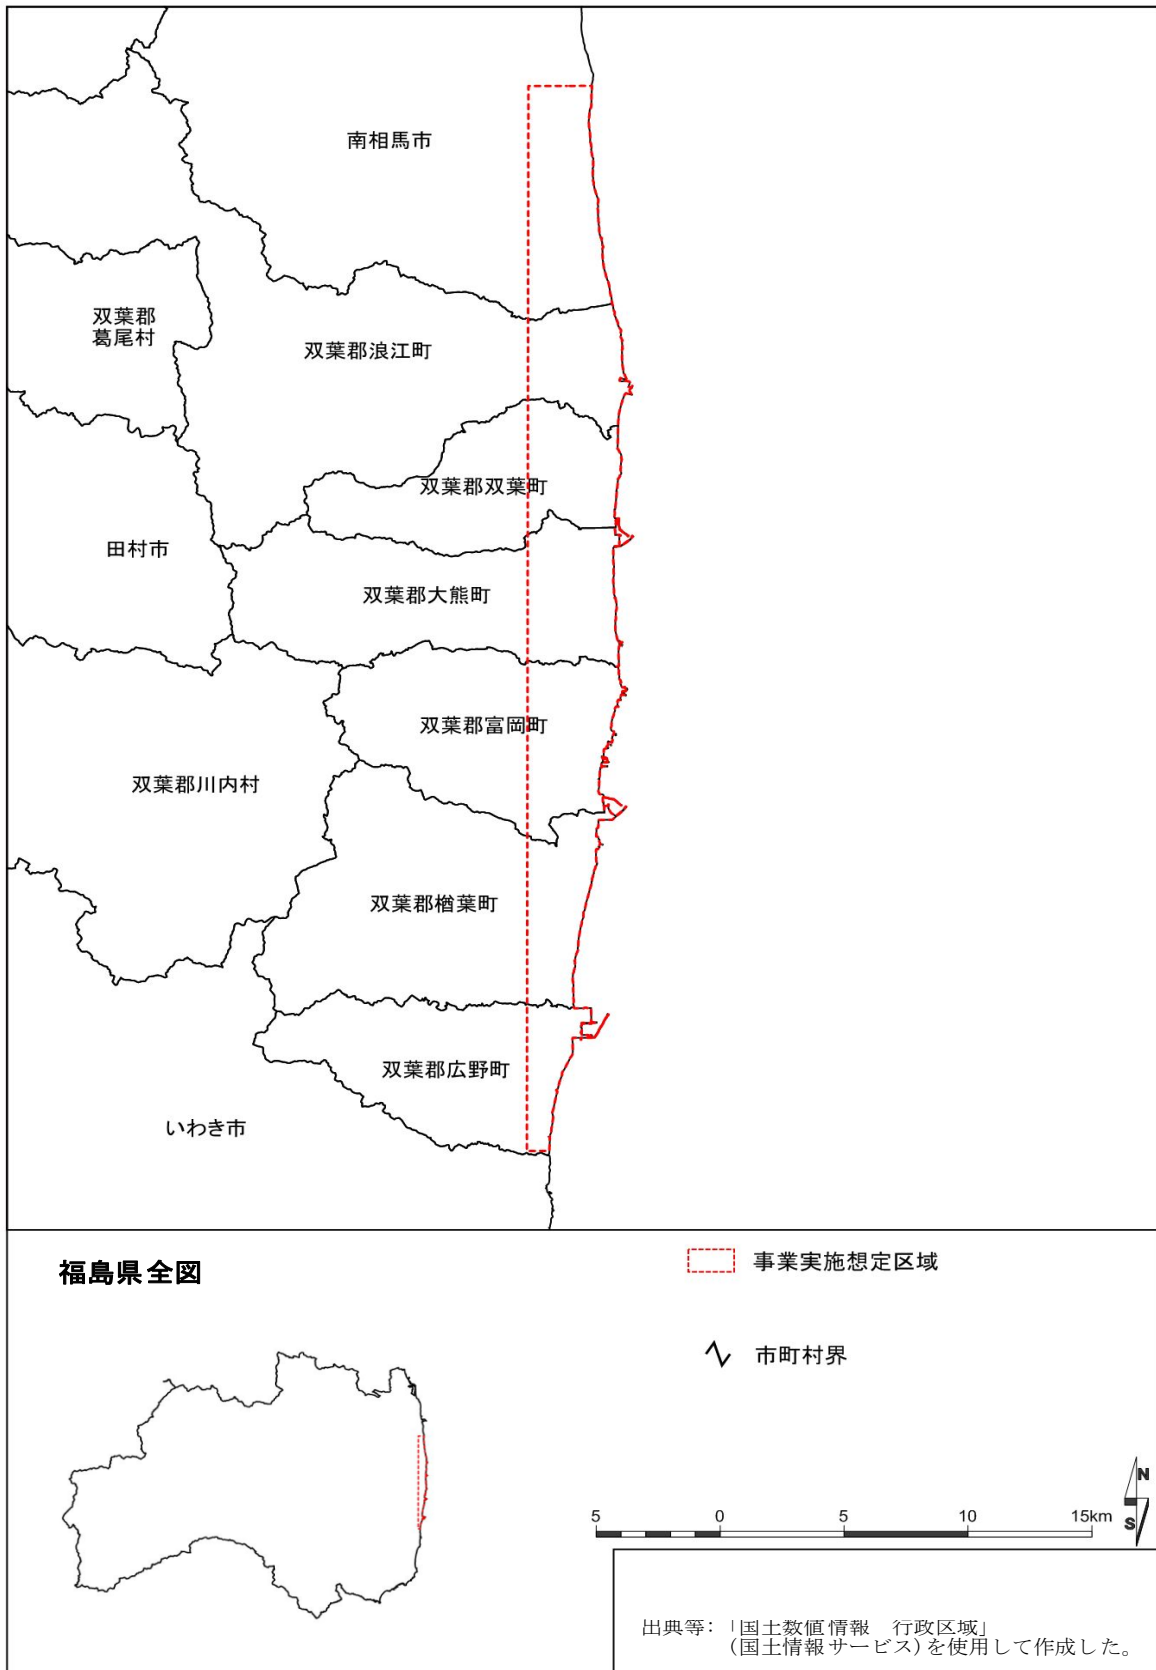 南相馬市
双葉郡
葛尾村
双葉郡浪江町
双葉郡双葉町
田村市
双葉郡大熊町
双葉郡富岡町
双葉郡川内村
双葉郡楢葉町
双葉郡広野町
いわき市
福島県全図
事業実施想定区域
市町村界
N
S
5 0 5 10 15km
出典等：「国土数値情報　行政区域」
（国土情報サービス）を使用して作成した。